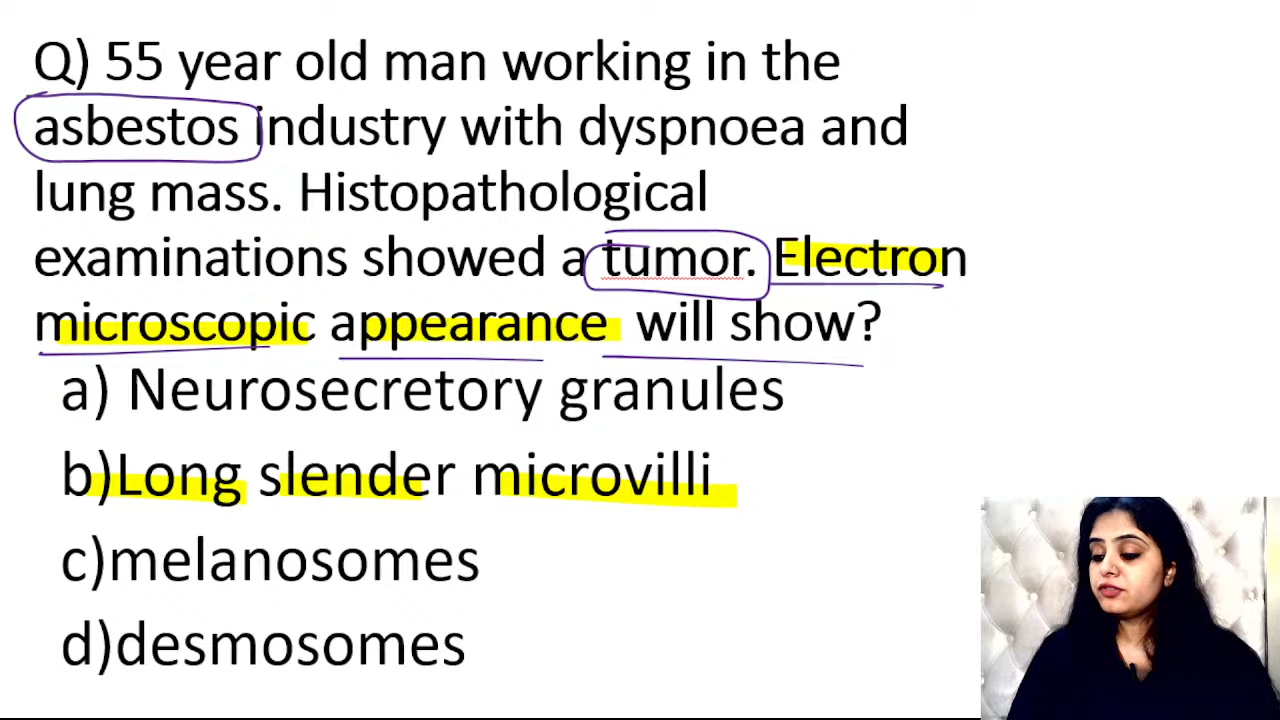 Q) 55 year old man working in the
asbestos industry with dyspnoea and
lung mass. Histopathological
examinations showed a tumor. Electron
microscopic appearance will show?
a) Neurosecretory granules
b)Long slender microvilli
c)melanosomes
d)desmosomes